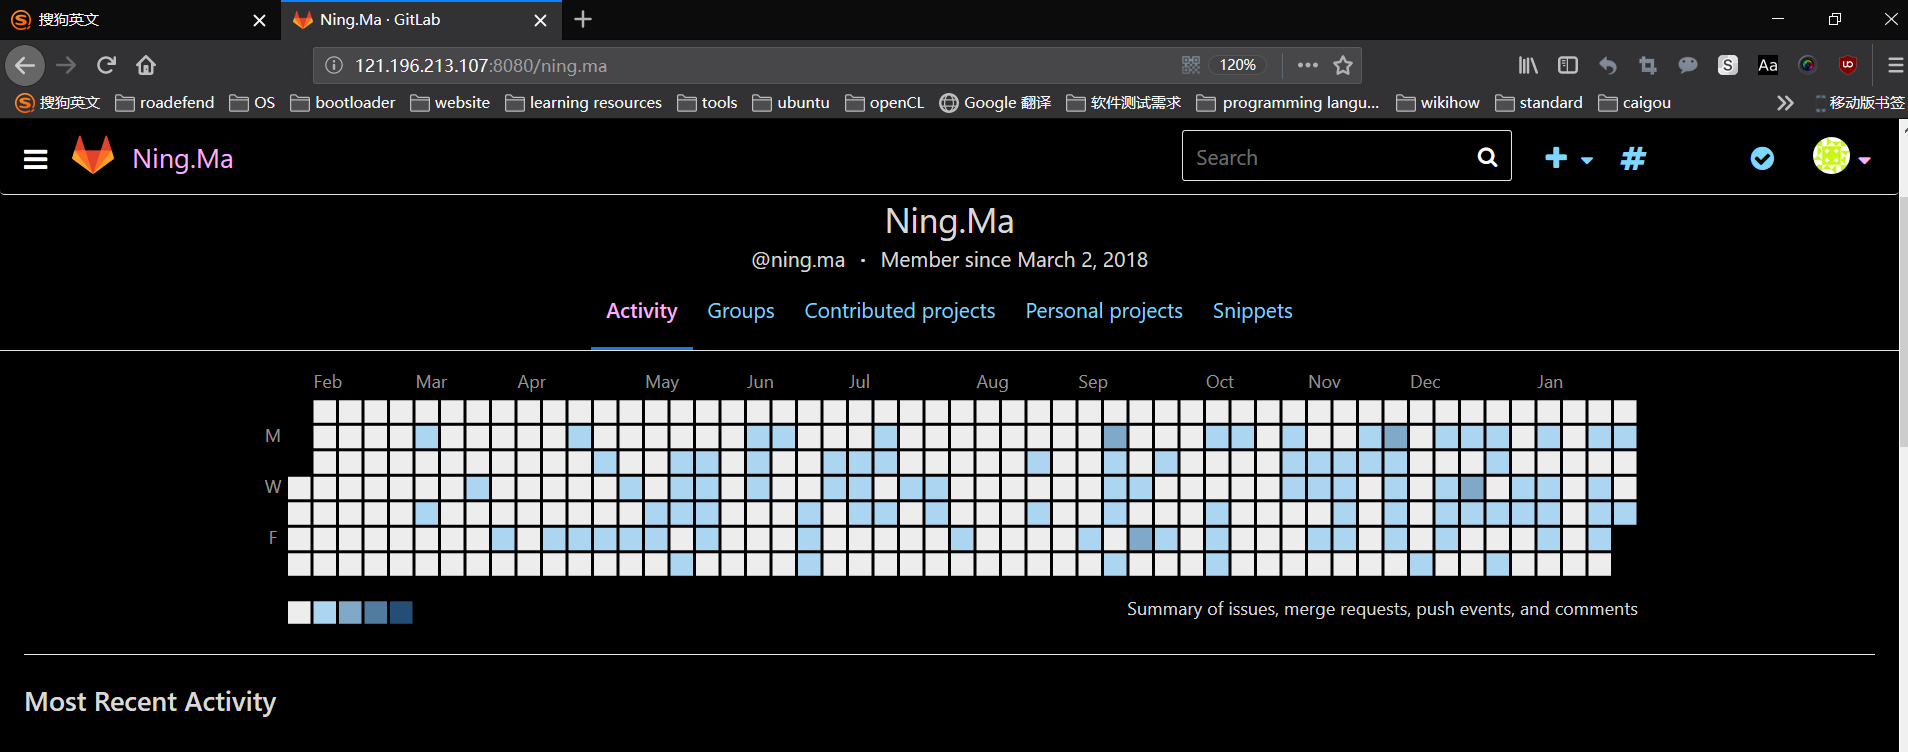 搜狗英文
Ning.Ma · GitLab
121.196.213.107:8080/ning.ma
120%
S
Aa
搜狗英文
roadefend
OS
bootloader
website
learning resources
tools
ubuntu
openCL
Google 翻译
软件测试需求
programming langu...
wikihow
standard
caigou
移动版书签
Ning.Ma
Search
Ning.Ma
@ning.ma · Member since March 2, 2018
Activity Groups Contributed projects Personal projects Snippets
Feb Mar Apr May Jun Jul Aug Sep Oct Nov Dec Jan
M
W
F
Summary of issues, merge requests, push events, and comments
Most Recent Activity